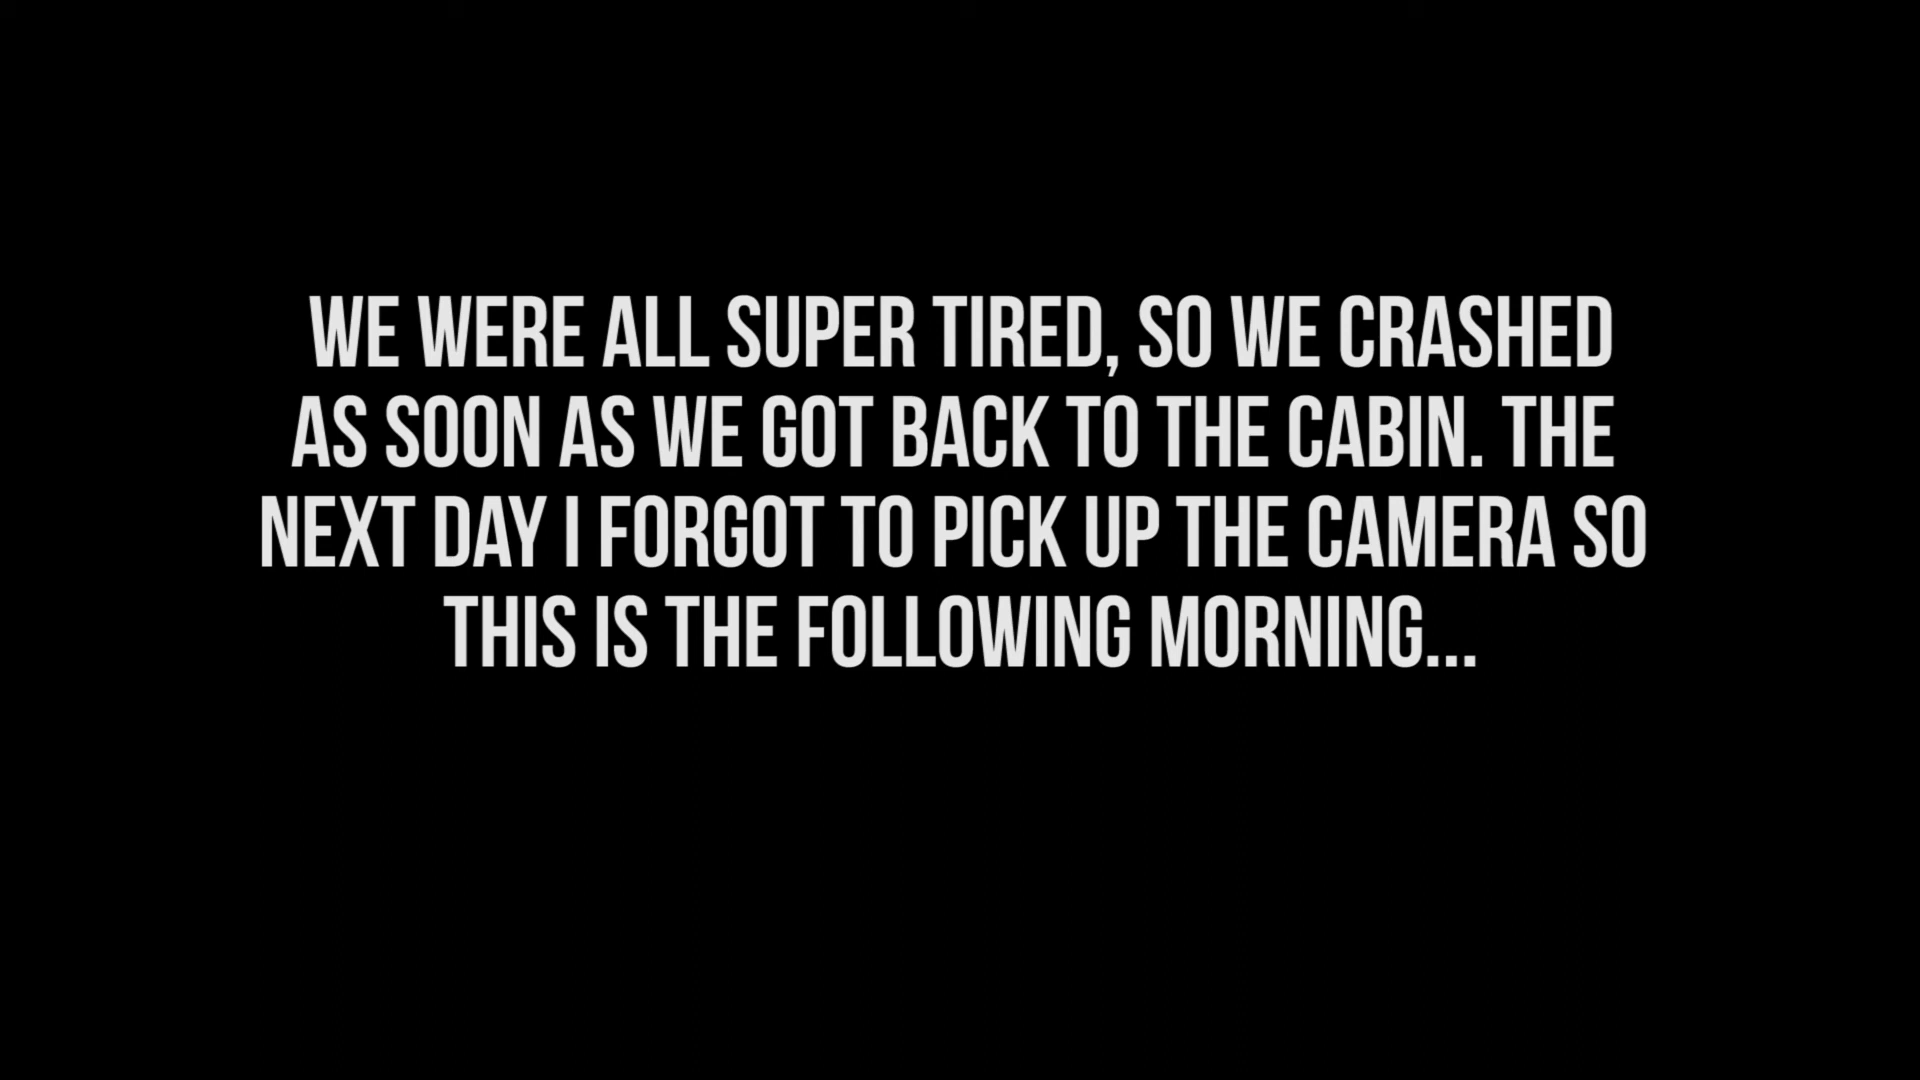 WE WERE ALL SUPER TIRED, SO WE CRASHED
AS SOON AS WE GOT BACK TO THE CABIN. THE
NEXT DAY I FORGOT TO PICK UP THE CAMERA SO
THIS IS THE FOLLOWING MORNING...